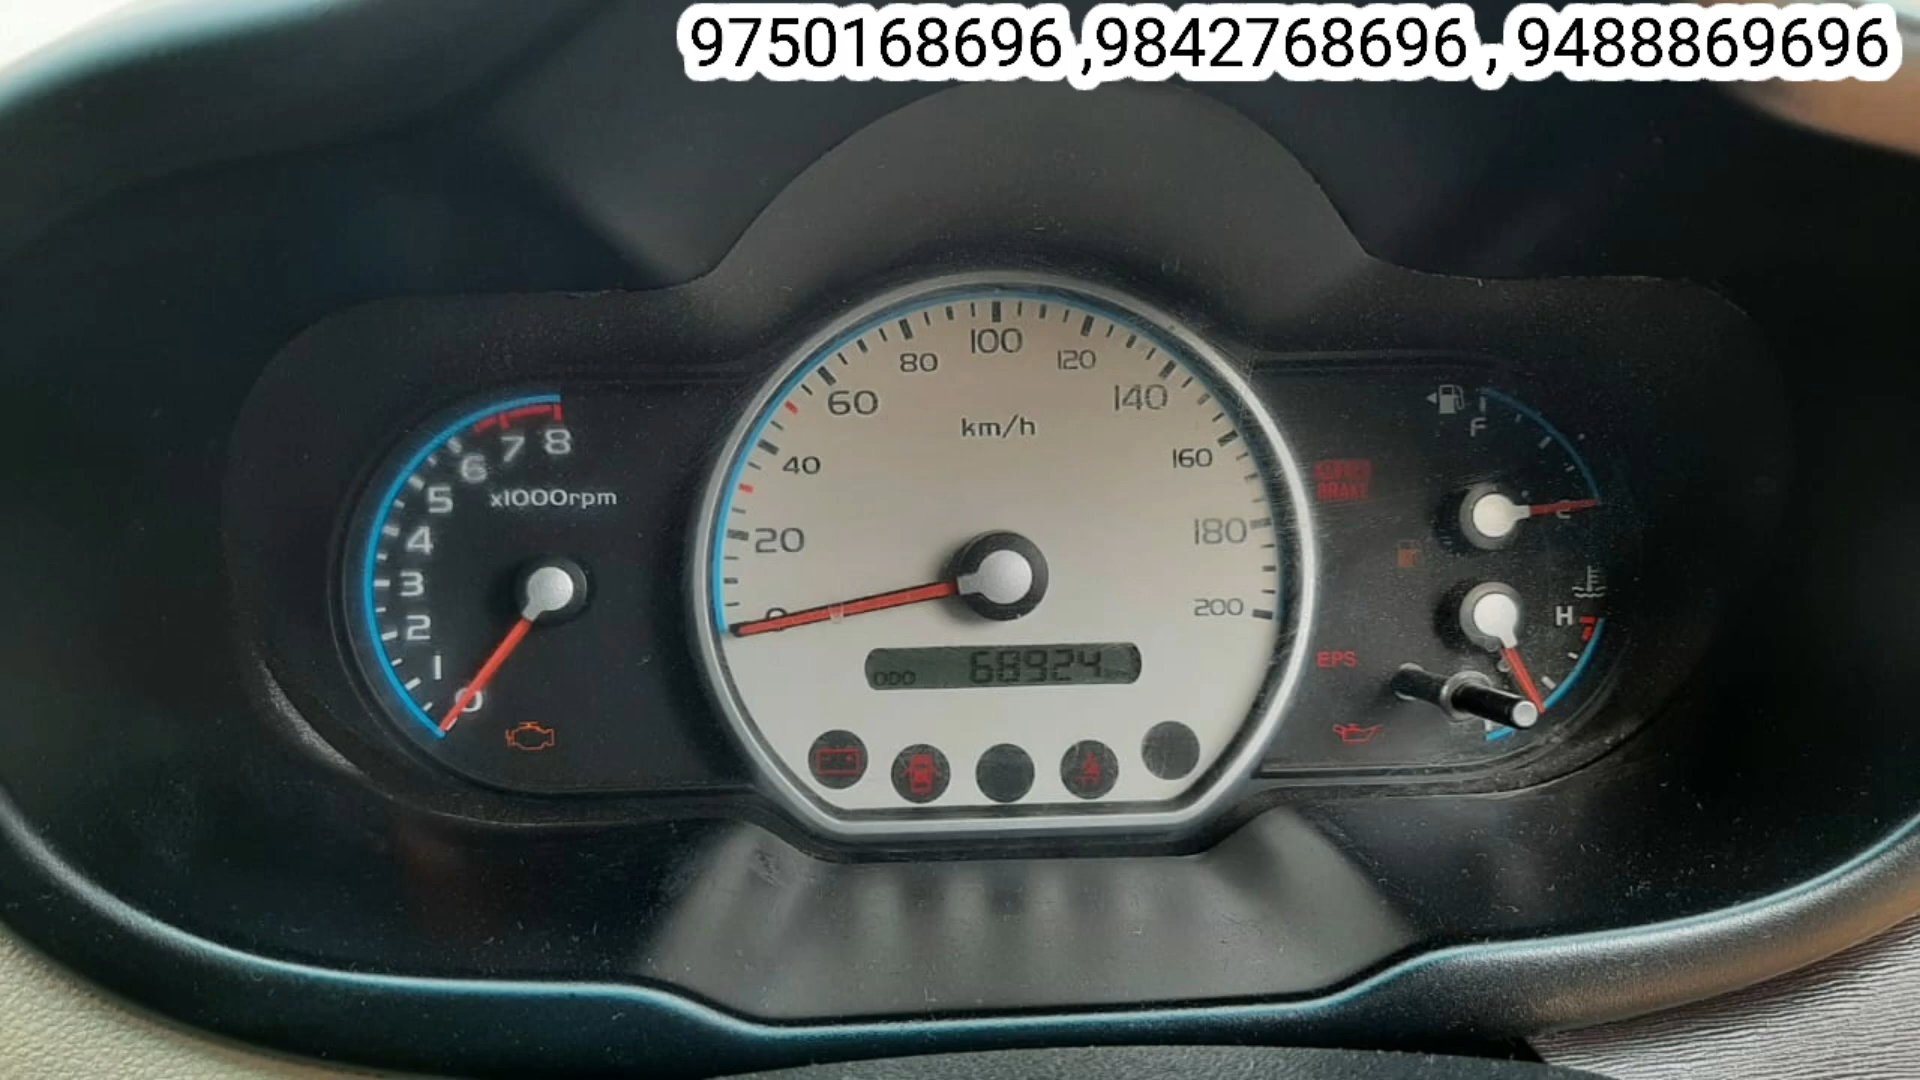 9750168696 ,9842768696 , 9488869696
0 20 40 60 80 100 120 140 160 180 200
km/h
0 1 2 3 4 5 6 7 8
x1000rpm
F
BRAKE
H
EPS
ODO 68924